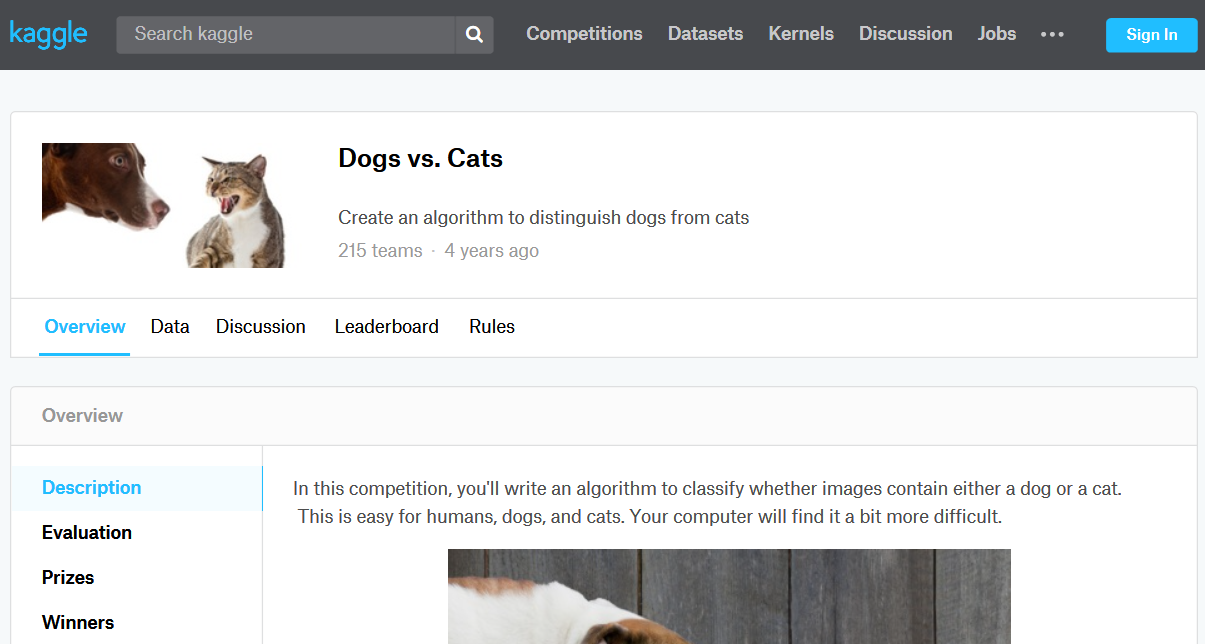 kaggle Search kaggle Competitions Datasets Kernels Discussion Jobs ••• Sign In
Dogs vs. Cats
Create an algorithm to distinguish dogs from cats
215 teams · 4 years ago
Overview Data Discussion Leaderboard Rules
Overview
Description
Evaluation
Prizes
Winners
In this competition, you'll write an algorithm to classify whether images contain either a dog or a cat.
This is easy for humans, dogs, and cats. Your computer will find it a bit more difficult.